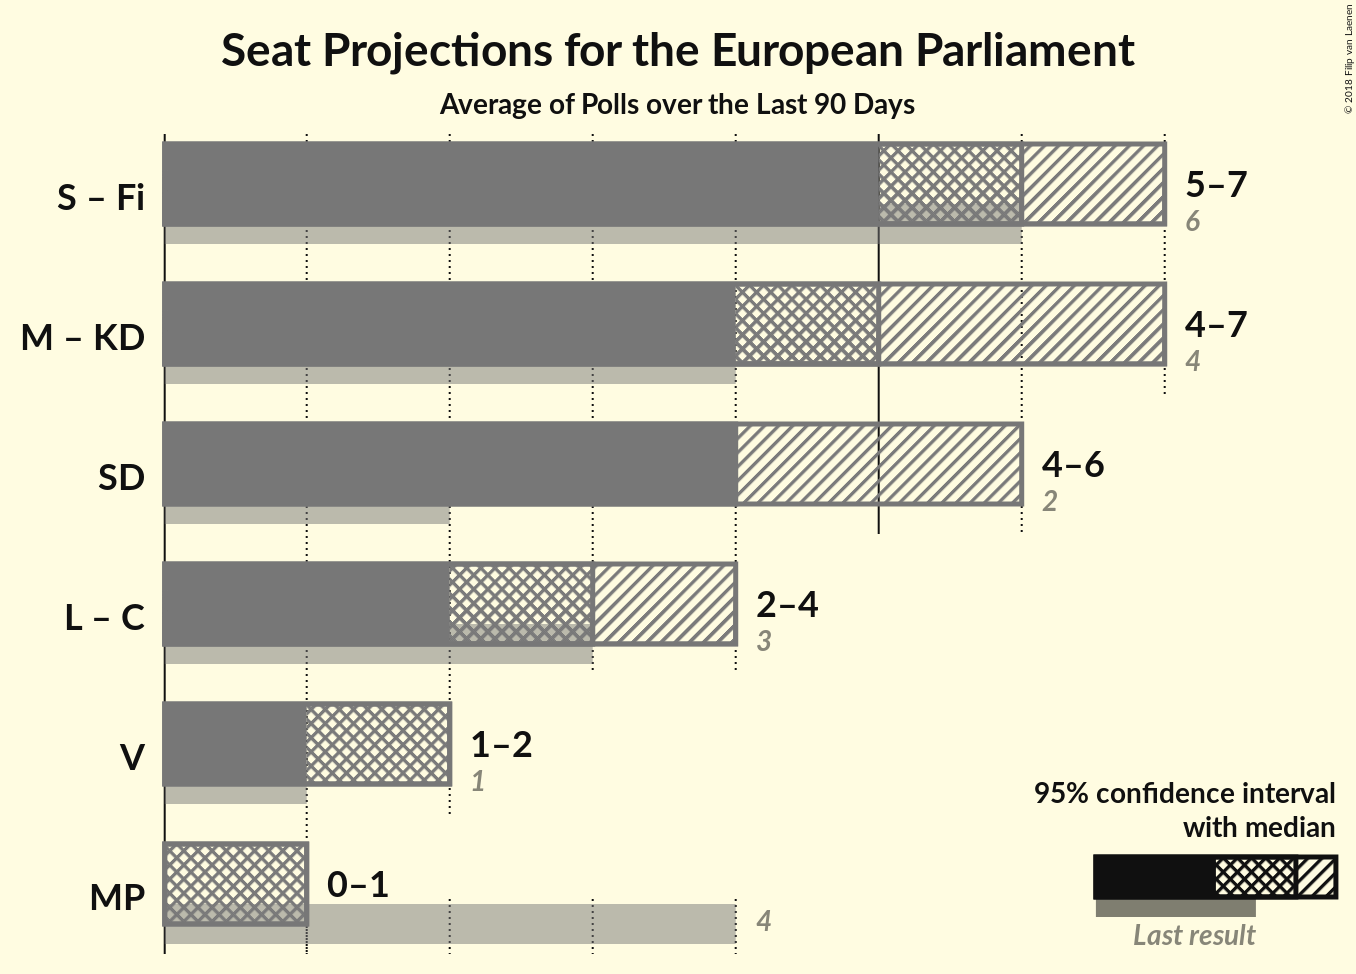 Seat Projections for the European Parliament
Average of Polls over the Last 90 Days
© 2018 Filip van Laenen
S – Fi
5–7
6
M – KD
4–7
4
SD
4–6
2
L – C
2–4
3
V
1–2
1
MP
0–1
4
95% confidence interval
with median
Last result